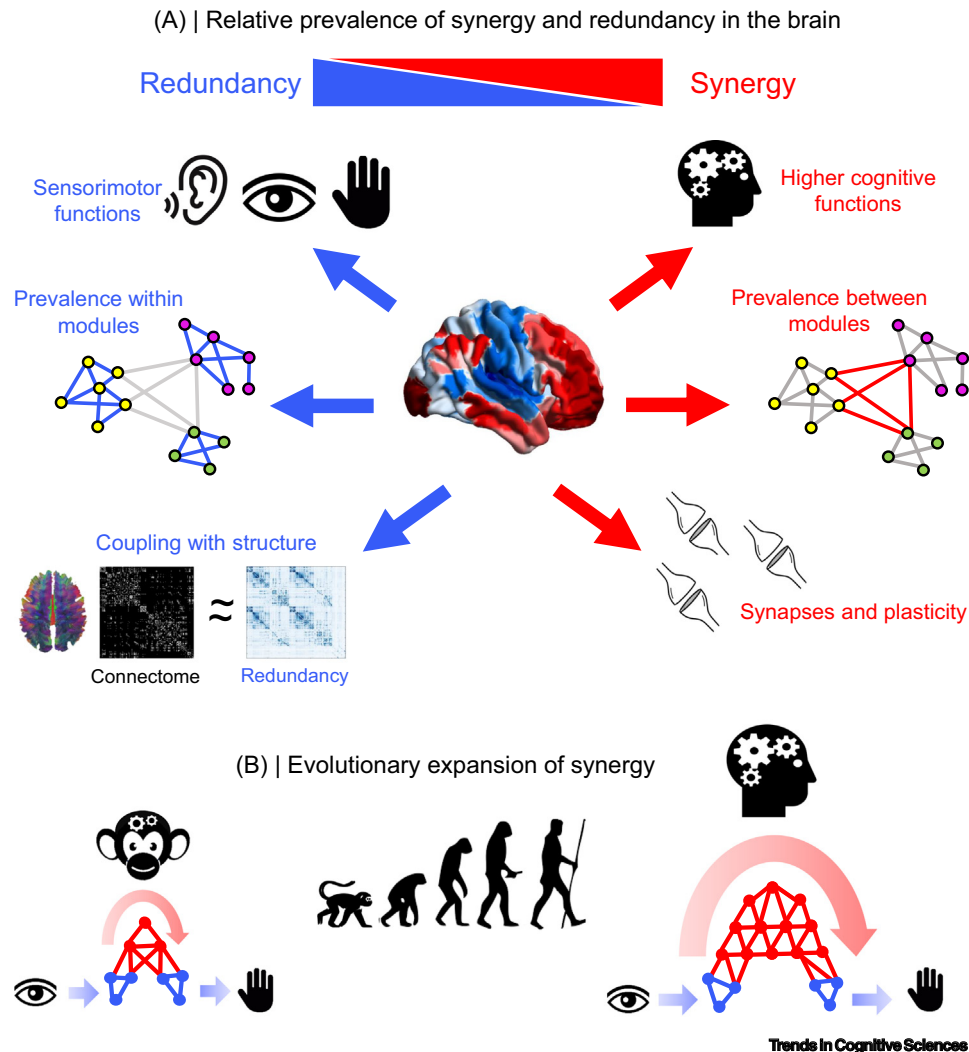 (A) | Relative prevalence of synergy and redundancy in the brain
Redundancy
Synergy
Sensorimotor
functions
Higher cognitive
functions
Prevalence within
modules
Prevalence between
modules
Coupling with structure
≈
Connectome
Redundancy
Synapses and plasticity
(B) | Evolutionary expansion of synergy
Trends in Cognitive Sciences